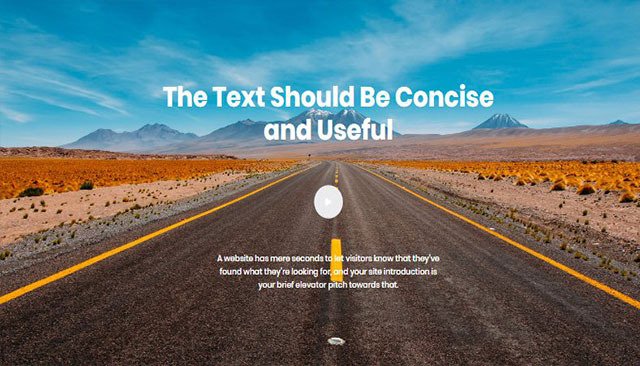 The Text Should Be Concise
and Useful
A website has mere seconds to let visitors know that they've
found what they're looking for, and your site introduction is
your brief elevator pitch towards that.